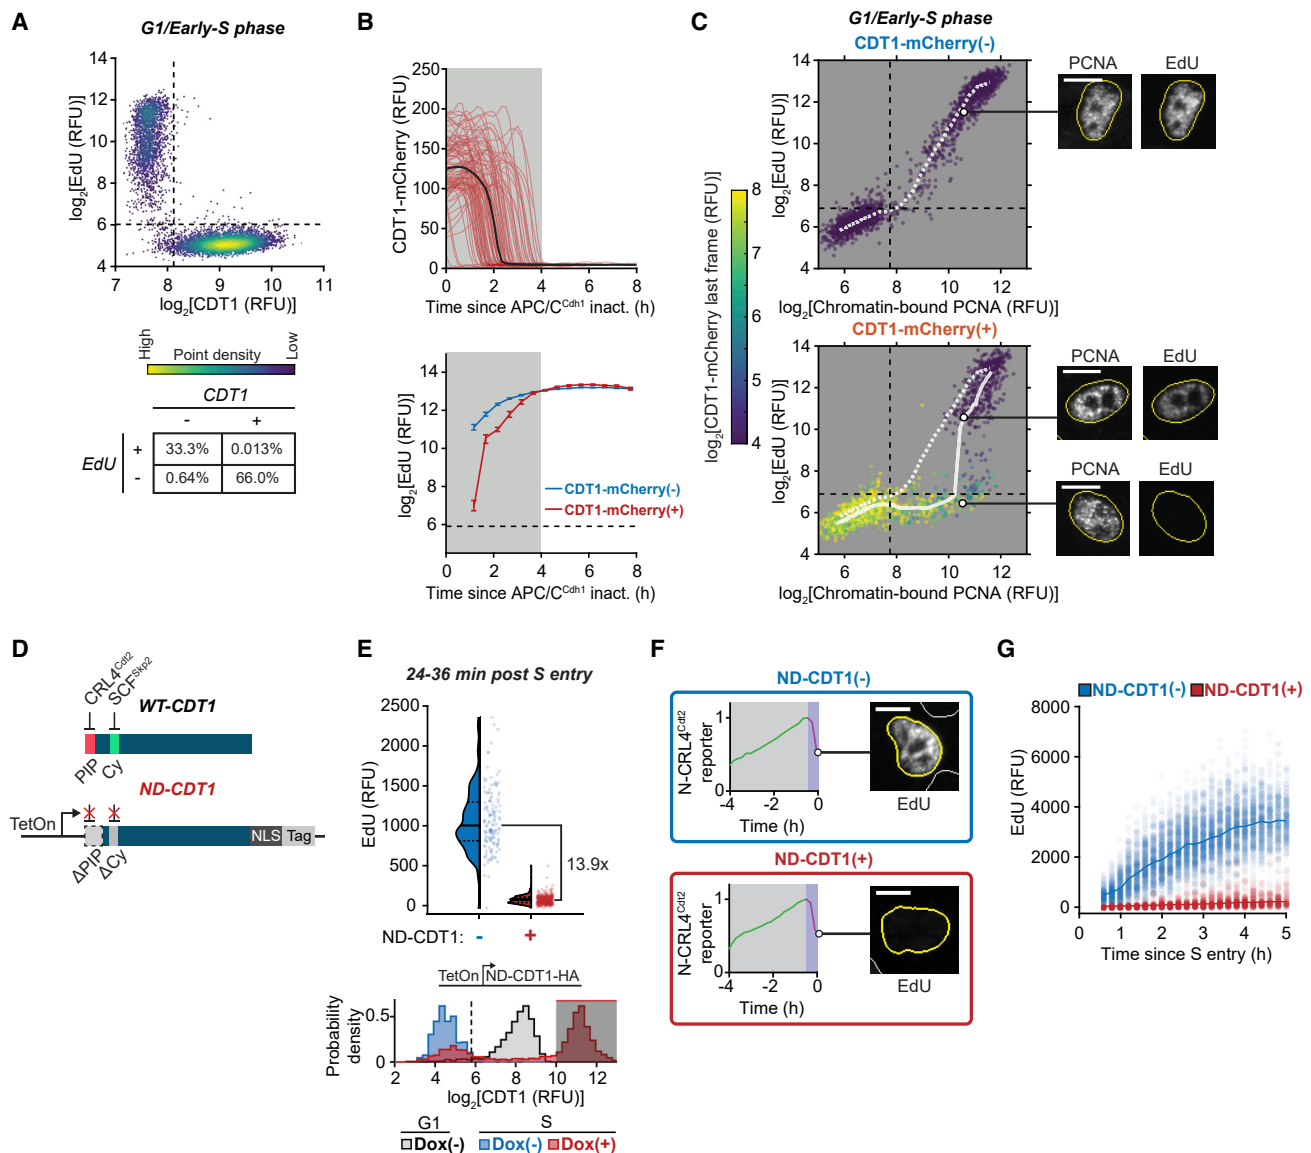 A
G1/Early-S phase
log2[EdU (RFU)]
14
12
10
8
6
4
7 8 9 10 11
log2[CDT1 (RFU)]
High
Point density
Low
CDT1
- +
EdU
+ 33.3% 0.013%
- 0.64% 66.0%
B
CDT1-mCherry (RFU)
250
200
150
100
50
0
0 2 4 6 8
Time since APC/C^Cdh1 inact. (h)
log2[EdU (RFU)]
14
12
10
8
6
CDT1-mCherry(-)
CDT1-mCherry(+)
0 2 4 6 8
Time since APC/C^Cdh1 inact. (h)
C
G1/Early-S phase
CDT1-mCherry(-)
log2[EdU (RFU)]
14
12
10
8
6
4
6 8 10 12
log2[Chromatin-bound PCNA (RFU)]
PCNA EdU
log2[CDT1-mCherry last frame (RFU)]
8
7
6
5
4
CDT1-mCherry(+)
log2[EdU (RFU)]
14
12
10
8
6
4
6 8 10 12
log2[Chromatin-bound PCNA (RFU)]
PCNA EdU
PCNA EdU
D
CRL4^Cdt2
SCF^Skp2
WT-CDT1
PIP
Cy
ND-CDT1
TetOn
NLS Tag
ΔPIP
ΔCy
E
24-36 min post S entry
EdU (RFU)
2500
2000
1500
1000
500
0
13.9x
ND-CDT1: - +
TetOn ND-CDT1-HA
Probability density
0.5
0
2 4 6 8 10 12
log2[CDT1 (RFU)]
G1 S
Dox(-) Dox(-) Dox(+)
F
ND-CDT1(-)
N-CRL4^Cdt2 reporter
1
0
-4 -2 0
Time (h)
EdU
ND-CDT1(+)
N-CRL4^Cdt2 reporter
1
0
-4 -2 0
Time (h)
EdU
G
ND-CDT1(-) ND-CDT1(+)
EdU (RFU)
8000
6000
4000
2000
0
0 1 2 3 4 5
Time since S entry (h)